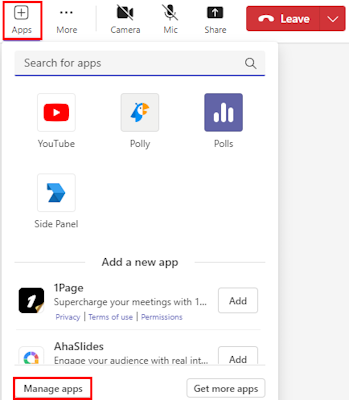 Apps More Camera Mic Share Leave
Search for apps
YouTube Polly Polls
Side Panel
Add a new app
1Page
Supercharge your meetings with 1...
Add
Privacy | Terms of use | Permissions
AhaSlides
Engage your audience with real int...
Add
Manage apps Get more apps